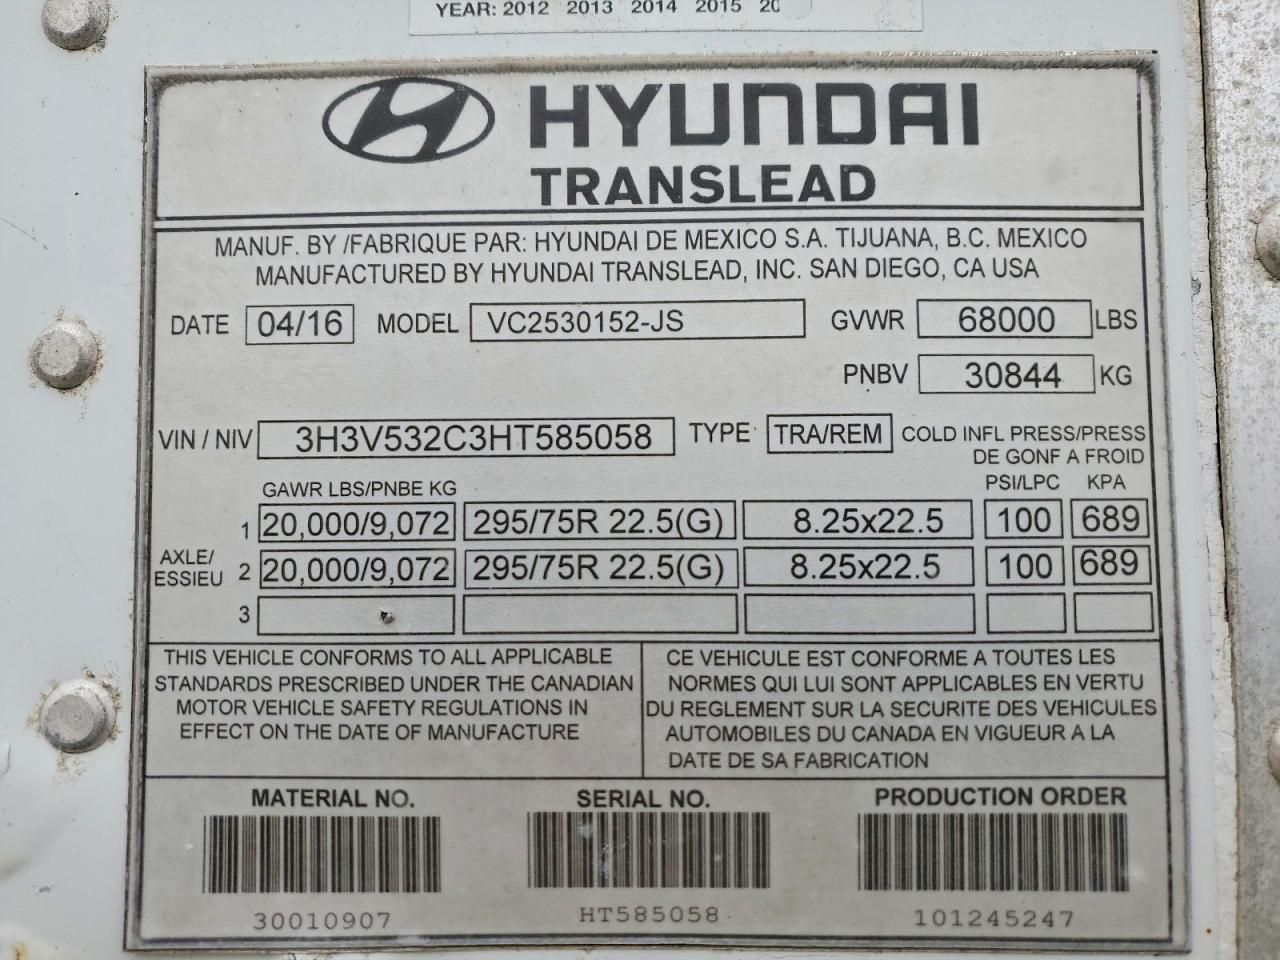 YEAR: 2012 2013 2014 2015
HYUNDAI
TRANSLEAD
MANUF. BY /FABRIQUE PAR: HYUNDAI DE MEXICO S.A. TIJUANA, B.C. MEXICO
MANUFACTURED BY HYUNDAI TRANSLEAD, INC. SAN DIEGO, CA USA
DATE 04/16 MODEL VC2530152-JS GVWR 68000 LBS
PNBV 30844 KG
VIN / NIV 3H3V532C3HT585058 TYPE TRA/REM COLD INFL PRESS/PRESS
DE GONF A FROID
GAWR LBS/PNBE KG PSI/LPC KPA
1 20,000/9,072 295/75R 22.5(G) 8.25x22.5 100 689
AXLE/
ESSIEU 2 20,000/9,072 295/75R 22.5(G) 8.25x22.5 100 689
3
THIS VEHICLE CONFORMS TO ALL APPLICABLE
STANDARDS PRESCRIBED UNDER THE CANADIAN
MOTOR VEHICLE SAFETY REGULATIONS IN
EFFECT ON THE DATE OF MANUFACTURE
CE VEHICULE EST CONFORME A TOUTES LES
NORMES QUI LUI SONT APPLICABLES EN VERTU
DU REGLEMENT SUR LA SECURITE DES VEHICULES
AUTOMOBILES DU CANADA EN VIGUEUR A LA
DATE DE SA FABRICATION
MATERIAL NO. SERIAL NO. PRODUCTION ORDER
30010907 HT585058 101245247